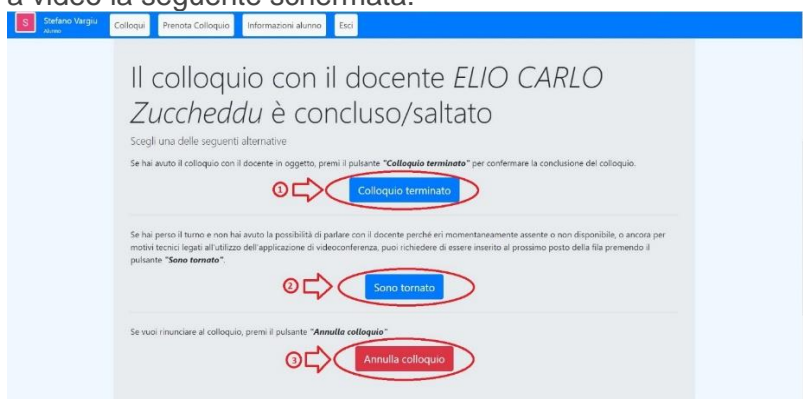 a video la seguente schermata.
S
Stefano Vargiu
Alunno
Colloqui
Prenota Colloquio
Informazioni alunno
Esci
Il colloquio con il docente ELIO CARLO
Zuccheddu è concluso/saltato
Scegli una delle seguenti alternative
Se hai avuto il colloquio con il docente in oggetto, premi il pulsante "Colloquio terminato" per confermare la conclusione del colloquio.
1
Colloquio terminato
Se hai perso il turno e non hai avuto la possibilità di parlare con il docente perché eri momentaneamente assente o non disponibile, o ancora per
motivi tecnici legati all'utilizzo dell'applicazione di videoconferenza, puoi richiedere di essere inserito al prossimo posto della fila premendo il
pulsante "Sono tornato".
2
Sono tornato
Se vuoi rinunciare al colloquio, premi il pulsante "Annulla colloquio"
3
Annulla colloquio